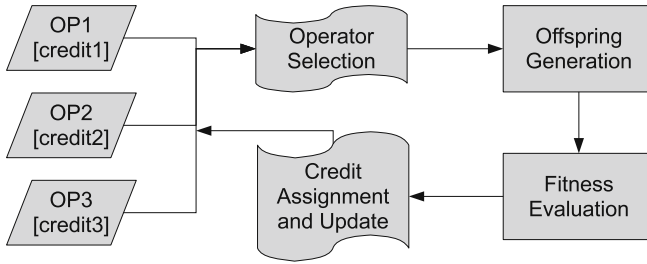 OP1
[credit1]
OP2
[credit2]
OP3
[credit3]
Operator
Selection
Offspring
Generation
Credit
Assignment
and Update
Fitness
Evaluation